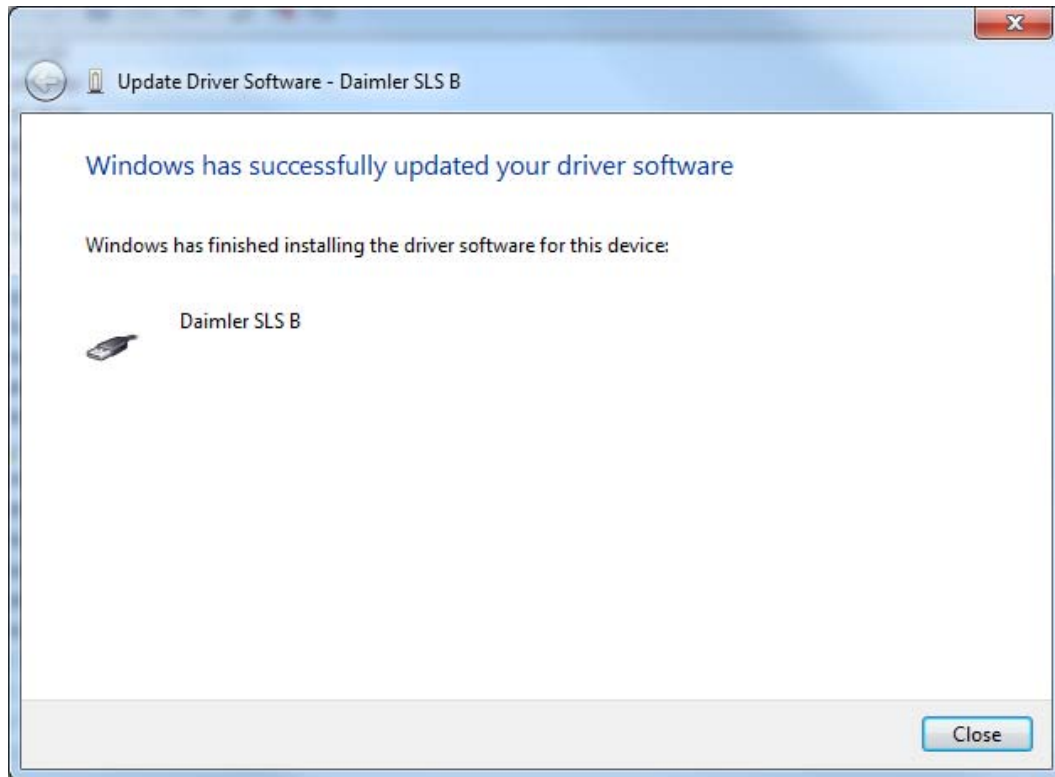 Update Driver Software - Daimler SLS B
Windows has successfully updated your driver software
Windows has finished installing the driver software for this device:
Daimler SLS B
Close